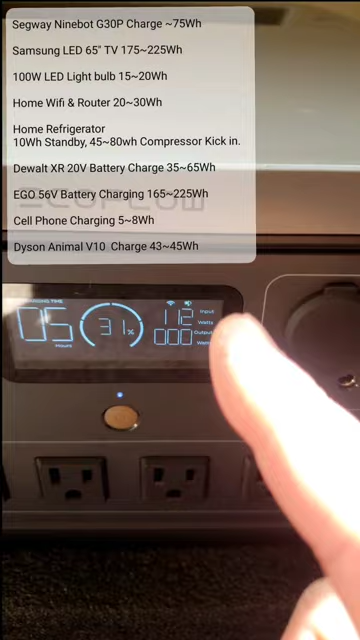 Segway Ninebot G30P Charge ~75Wh
Samsung LED 65" TV 175~225Wh
100W LED Light bulb 15~20Wh
Home Wifi & Router 20~30Wh
Home Refrigerator
10Wh Standby, 45~80wh Compressor Kick in.
Dewalt XR 20V Battery Charge 35~65Wh
EGO 56V Battery Charging 165~225Wh
ECOFLOW
Cell Phone Charging 5~8Wh
Dyson Animal V10 Charge 43~45Wh
05
Hours
31%
112 Input Watts
000 Output Watts